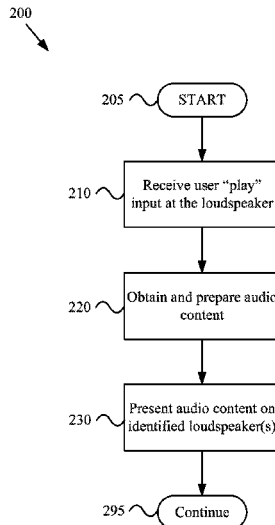 200
205
START
210
Receive user “play”
input at the loudspeaker
220
Obtain and prepare audio
content
230
Present audio content on
identified loudspeaker(s)
295
Continue